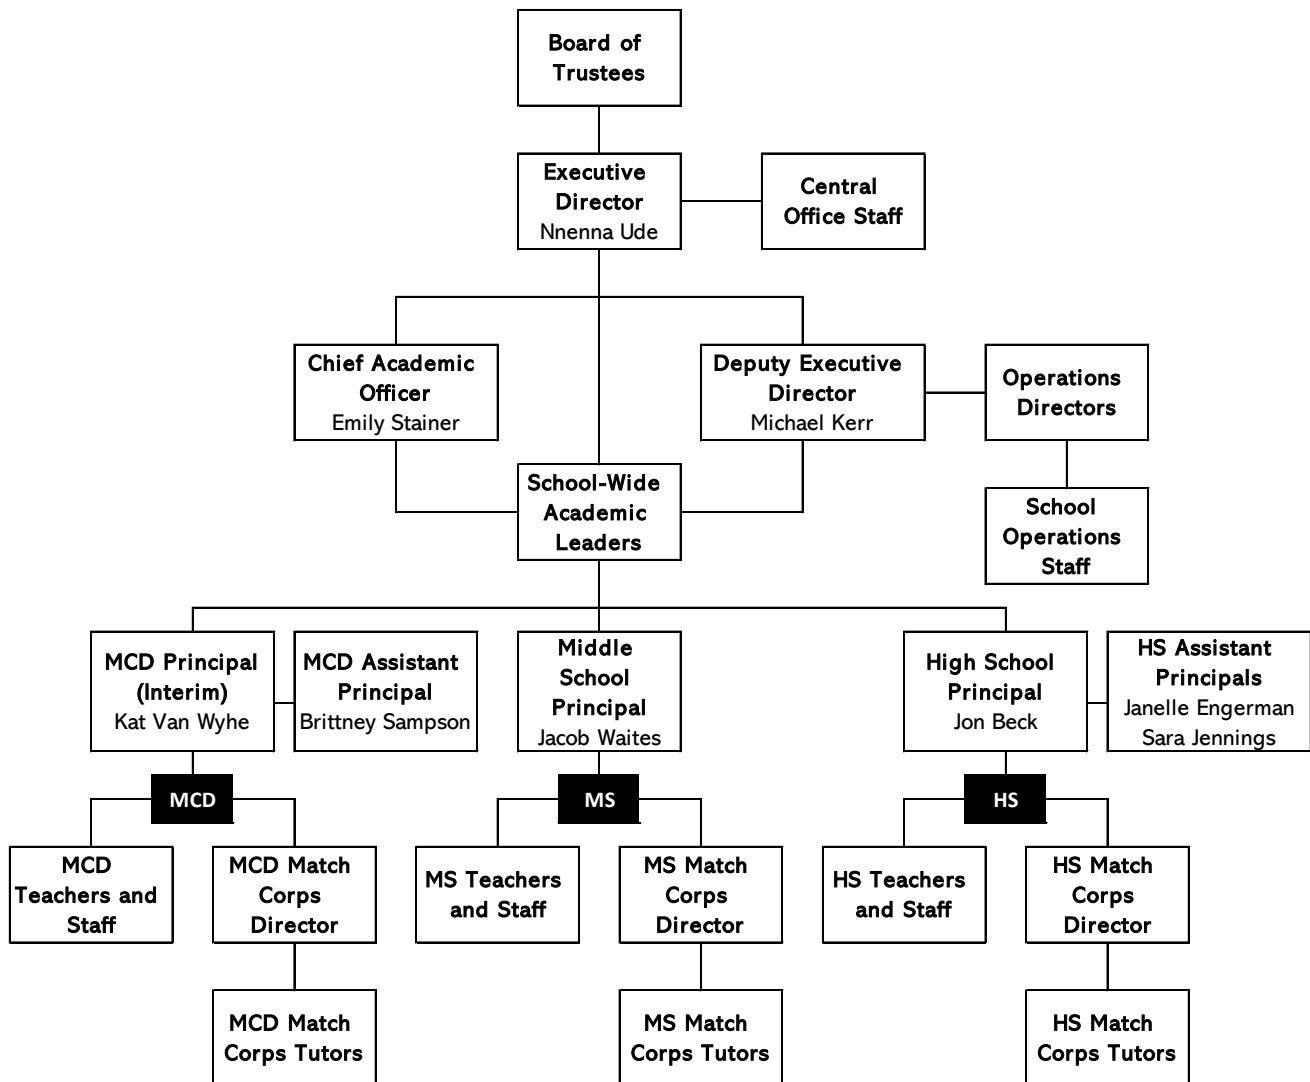 Board of
Trustees
Executive
Director
Nnenna Ude
Central
Office Staff
Chief Academic
Officer
Emily Stainer
Deputy Executive
Director
Michael Kerr
Operations
Directors
School-Wide
Academic
Leaders
School
Operations
Staff
MCD Principal
(Interim)
Kat Van Wyhe
MCD Assistant
Principal
Brittney Sampson
Middle
School
Principal
Jacob Waites
High School
Principal
Jon Beck
HS Assistant
Principals
Janelle Engerman
Sara Jennings
MCD
MS
HS
MCD
Teachers and
Staff
MCD Match
Corps
Director
MS Teachers
and Staff
MS Match
Corps
Director
HS Teachers
and Staff
HS Match
Corps
Director
MCD Match
Corps Tutors
MS Match
Corps Tutors
HS Match
Corps Tutors